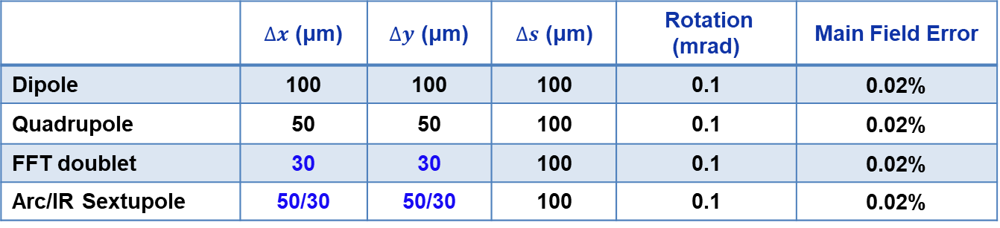 Δx (μm) Δy (μm) Δs (μm) Rotation (mrad) Main Field Error
Dipole 100 100 100 0.1 0.02%
Quadrupole 50 50 100 0.1 0.02%
FFT doublet 30 30 100 0.1 0.02%
Arc/IR Sextupole 50/30 50/30 100 0.1 0.02%